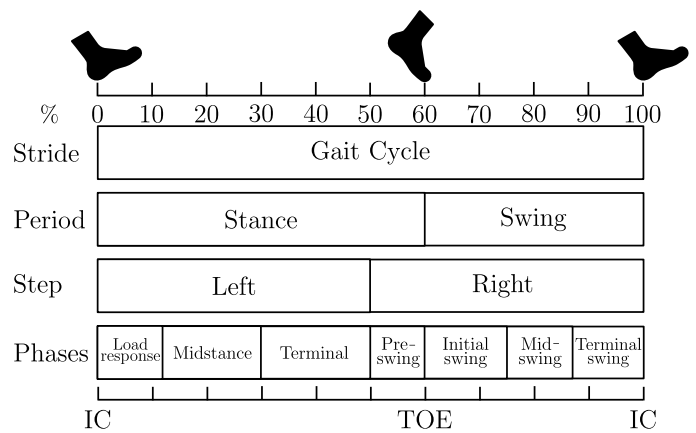 % 0 10 20 30 40 50 60 70 80 90 100
Stride Gait Cycle
Period Stance Swing
Step Left Right
Phases Load response Midstance Terminal Pre-swing Initial swing Mid-swing Terminal swing
IC TOE IC